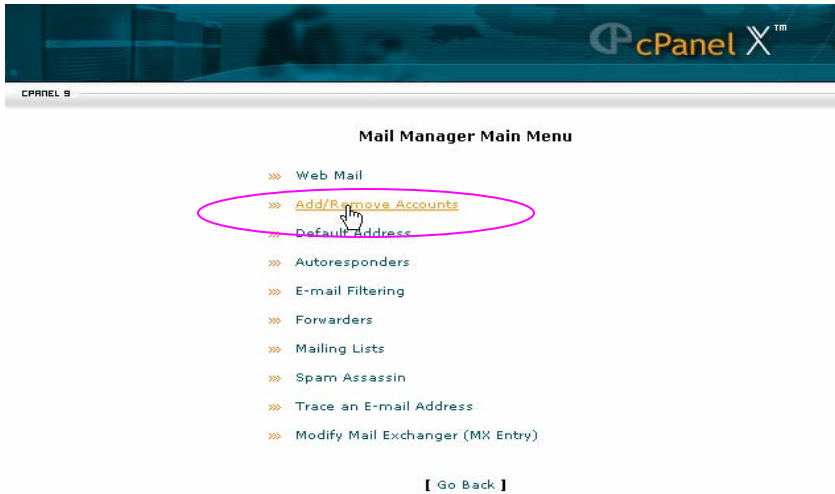 cPanel X™
CPANEL 9
Mail Manager Main Menu
Web Mail
Add/Remove Accounts
Default Address
Autoresponders
E-mail Filtering
Forwarders
Mailing Lists
Spam Assassin
Trace an E-mail Address
Modify Mail Exchanger (MX Entry)
[ Go Back ]